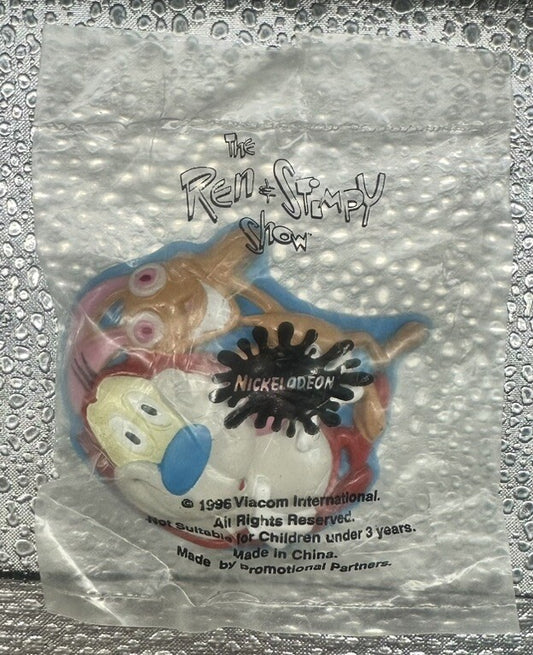 The
Ren & Stimpy
Show™
NICKELODEON
© 1996 Viacom International.
All Rights Reserved.
Not Suitable for Children under 3 years.
Made in China.
Made by Promotional Partners.